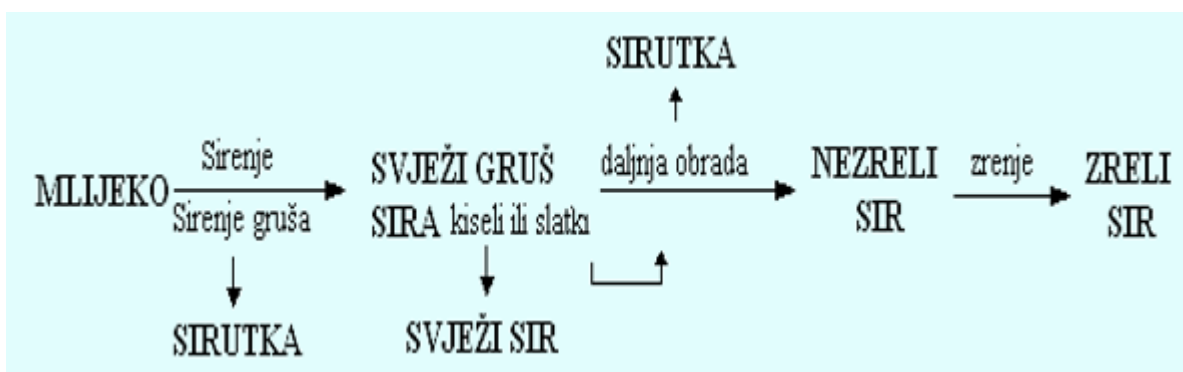 SIRUTKA
Sirenje
MLIJEKO
Sirenje gruša
SIRUTKA
SVJEŽI GRUŠ
SIRA kiseli ili slatki
SVJEŽI SIR
daljnja obrada
NEZRELI
SIR
zrenje
ZRELI
SIR